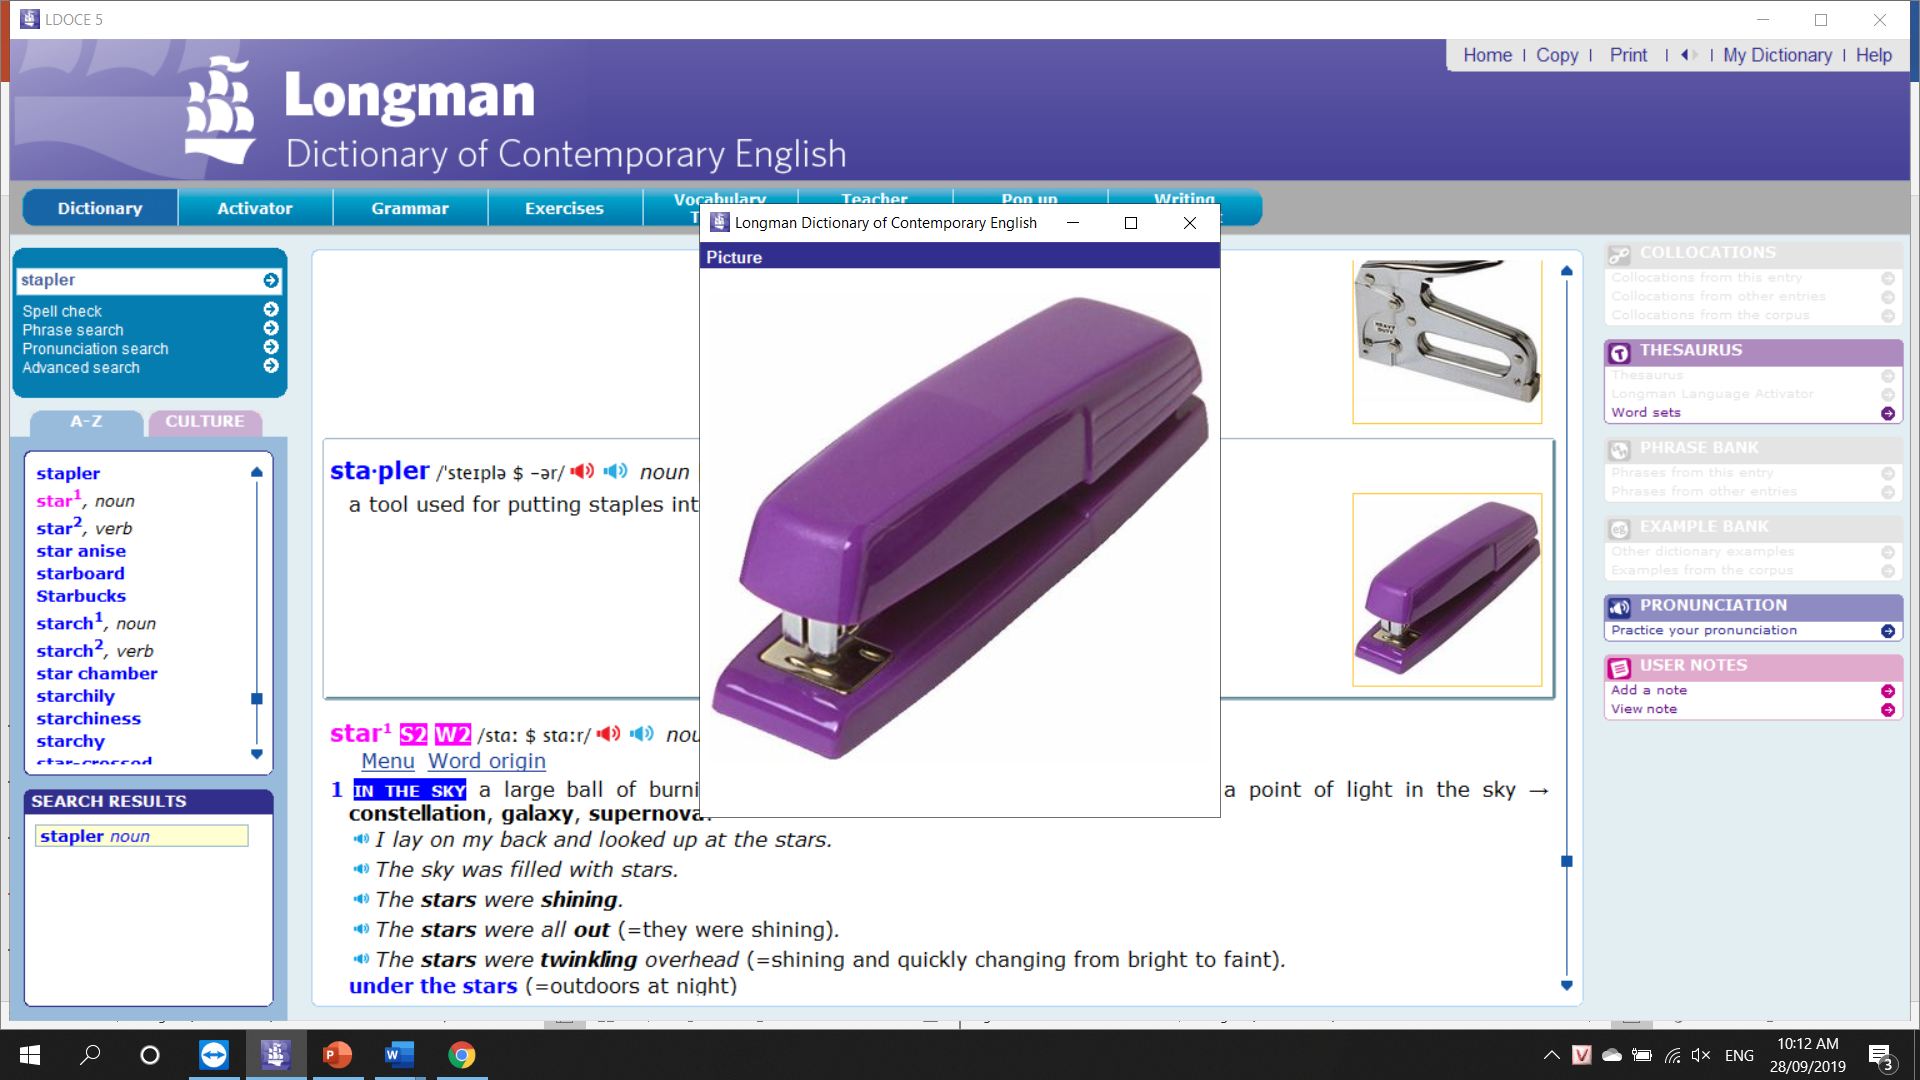 LDOCE 5
Home | Copy | Print | | My Dictionary | Help
Longman
Dictionary of Contemporary English
Dictionary
Activator
Grammar
Exercises
Vocabulary
Teacher
Pop up
Writing
Longman Dictionary of Contemporary English
Picture
stapler
Spell check
Phrase search
Pronunciation search
Advanced search
A-Z
CULTURE
stapler
star1, noun
star2, verb
star anise
starboard
Starbucks
starch1, noun
starch2, verb
star chamber
starchily
starchiness
starchy
star-crossed
SEARCH RESULTS
stapler noun
HEAVY DUTY
sta·pler /ˈsteɪplə $ -ər/ noun
a tool used for putting staples
star1 S2 W2 /stɑː $ stɑːr/
Menu Word origin
1 IN THE SKY a large ball of a point of light in the sky →
constellation, galaxy, supernova
I lay on my back and looked up at the stars.
The sky was filled with stars.
The stars were shining.
The stars were all out (=they were shining).
The stars were twinkling overhead (=shining and quickly changing from bright to faint).
under the stars (=outdoors at night)
COLLOCATIONS
Collocations from this entry
Collocations from other entries
Collocations from the corpus
THESAURUS
Thesaurus
Longman Language Activator
Word sets
PHRASE BANK
Phrases from this entry
Phrases from other entries
EXAMPLE BANK
Other dictionary examples
Examples from the corpus
PRONUNCIATION
Practice your pronunciation
USER NOTES
Add a note
View note
ENG
10:12 AM
28/09/2019
3